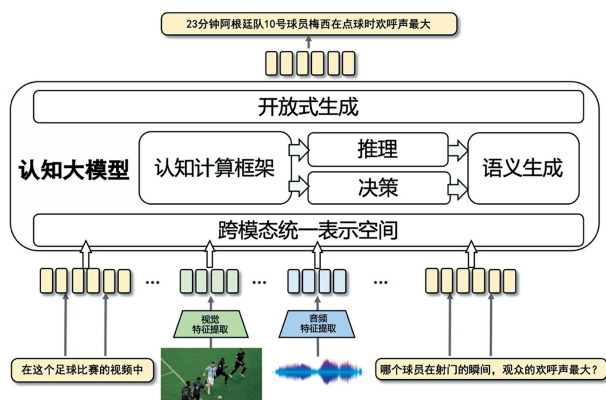 23分钟阿根廷队10号球员梅西在点球时欢呼声最大
开放式生成
认知大模型
认知计算框架
推理
决策
语义生成
跨模态统一表示空间
...
...
...
视觉
特征提取
音频
特征提取
在这个足球比赛的视频中
哪个球员在射门的瞬间，观众的欢呼声最大？